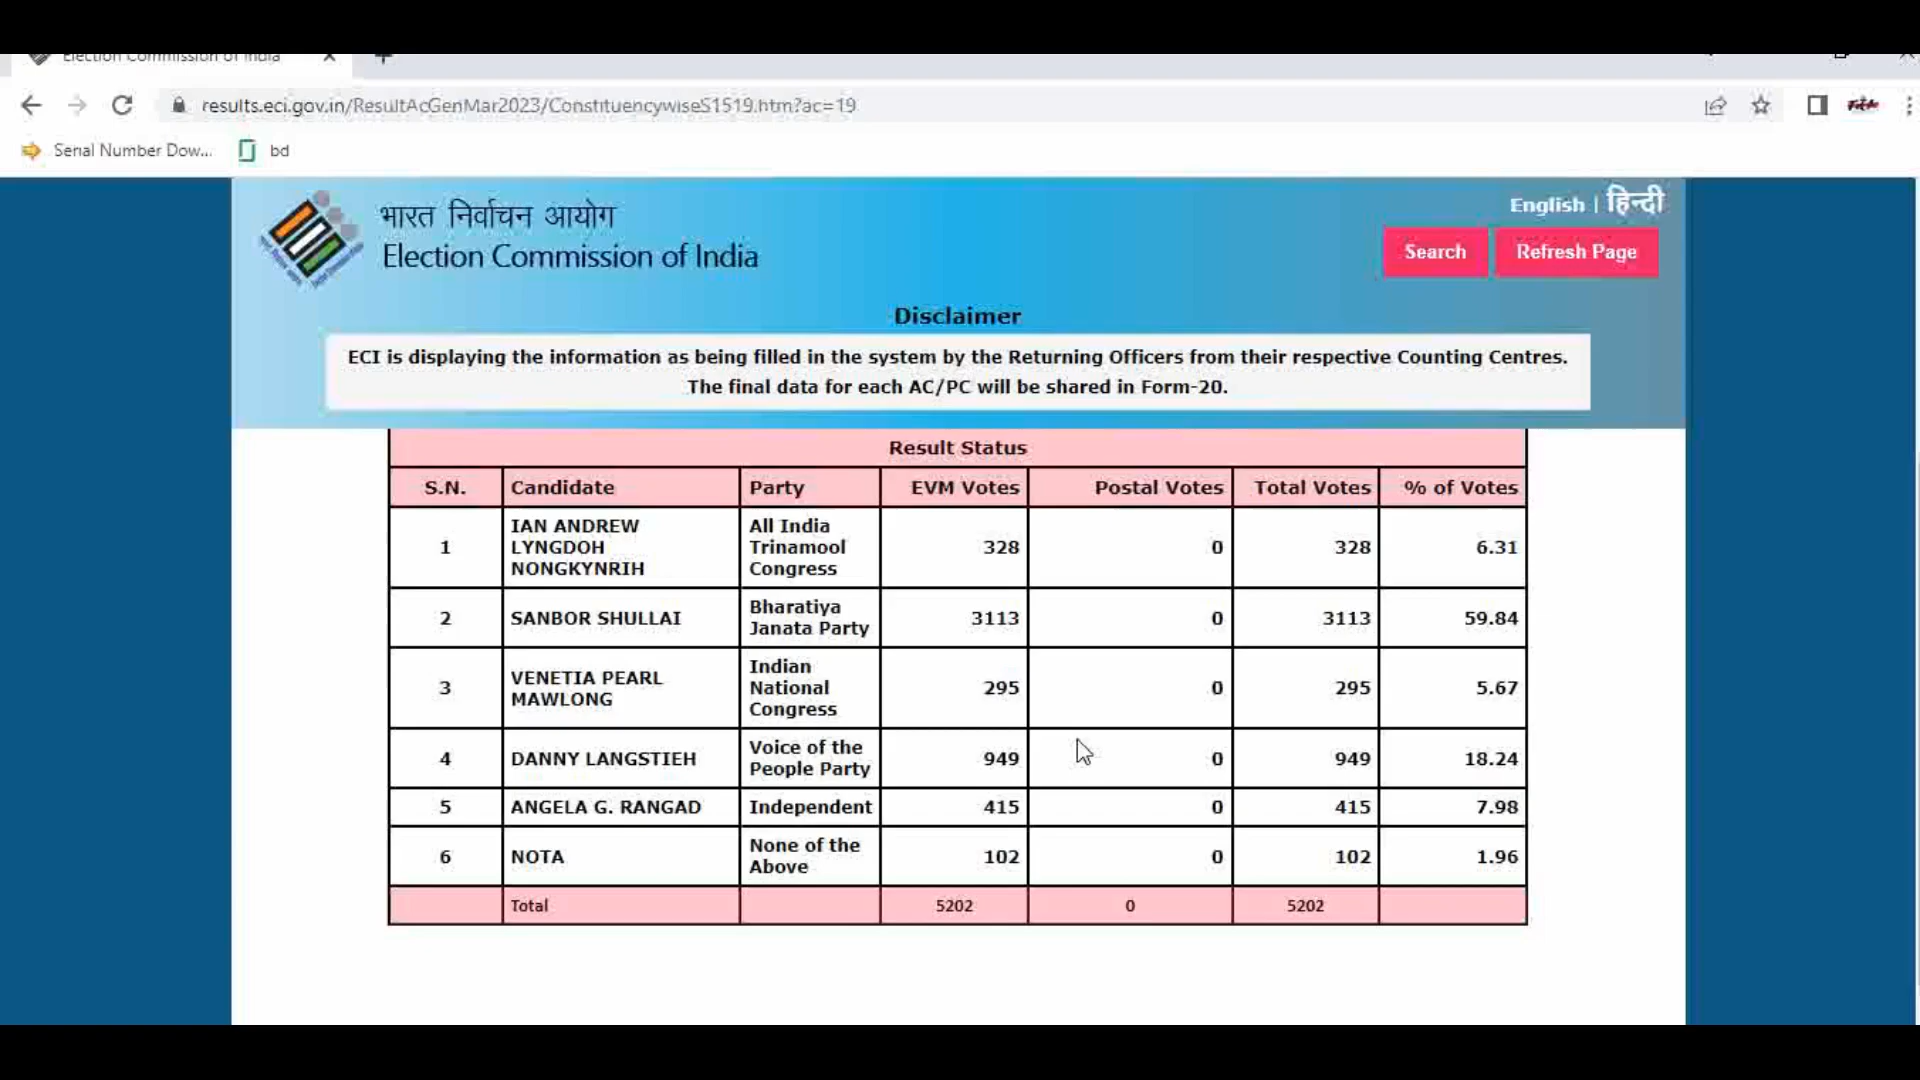 Election Commission of India
results.eci.gov.in/ResultAcGenMar2023/ConstituencywiseS1519.htm?ac=19
Serial Number Dow...
bd
भारत निर्वाचन आयोग
Election Commission of India
English | हिन्दी
Search
Refresh Page
Disclaimer
ECI is displaying the information as being filled in the system by the Returning Officers from their respective Counting Centres.
The final data for each AC/PC will be shared in Form-20.
Result Status
S.N. Candidate Party EVM Votes Postal Votes Total Votes % of Votes
1 IAN ANDREW LYNGDOH NONGKYNRIH All India Trinamool Congress 328 0 328 6.31
2 SANBOR SHULLAI Bharatiya Janata Party 3113 0 3113 59.84
3 VENETIA PEARL MAWLONG Indian National Congress 295 0 295 5.67
4 DANNY LANGSTIEH Voice of the People Party 949 0 949 18.24
5 ANGELA G. RANGAD Independent 415 0 415 7.98
6 NOTA None of the Above 102 0 102 1.96
Total 5202 0 5202